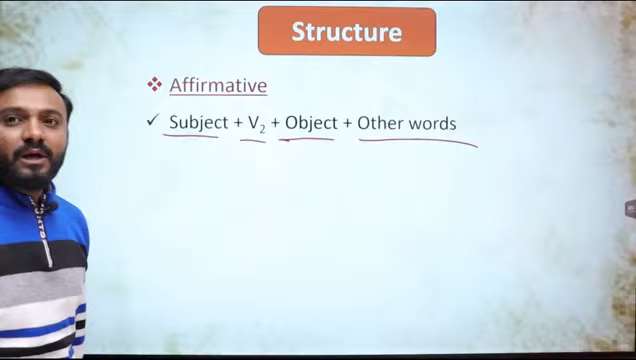 Structure
❖ Affirmative
✓ Subject + V₂ + Object + Other words